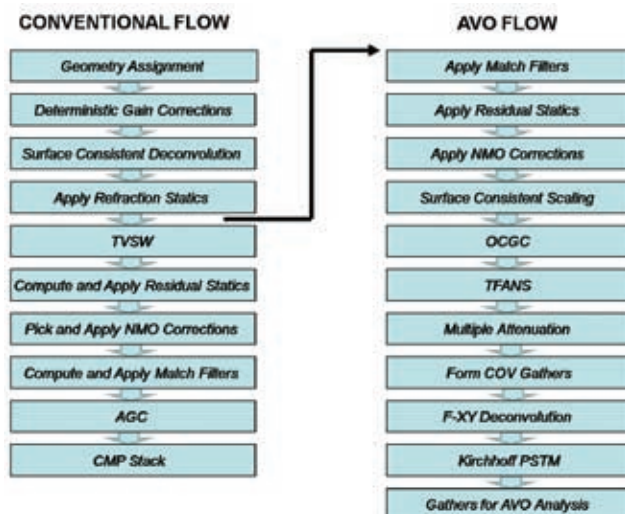 CONVENTIONAL FLOW
Geometry Assignment
Deterministic Gain Corrections
Surface Consistent Deconvolution
Apply Refraction Statics
TVSW
Compute and Apply Residual Statics
Pick and Apply NMO Corrections
Compute and Apply Match Filters
AGC
CMP Stack
AVO FLOW
Apply Match Filters
Apply Residual Statics
Apply NMO Corrections
Surface Consistent Scaling
OCGC
TFANS
Multiple Attenuation
Form COV Gathers
F-XY Deconvolution
Kirchhoff PSTM
Gathers for AVO Analysis